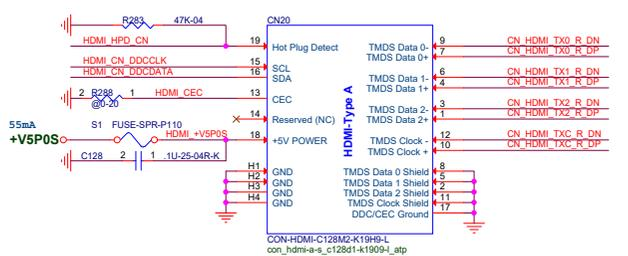 R283 47K-04
CN20
HDMI_HPD_CN 19 Hot Plug Detect TMDS Data 0- 9 CN_HDMI_TX0_R_DN
TMDS Data 0+ 7 CN_HDMI_TX0_R_DP
HDMI_CN_DDCCLK 15 SCL
HDMI_CN_DDCDATA 16 SDA TMDS Data 1- 6 CN_HDMI_TX1_R_DN
TMDS Data 1+ 4 CN_HDMI_TX1_R_DP
2 R288 1 HDMI_CEC 13 CEC
@0-20
TMDS Data 2- 3 CN_HDMI_TX2_R_DN
14 Reserved (NC) TMDS Data 2+ 1 CN_HDMI_TX2_R_DP
HDMI-Type A
55mA S1 FUSE-SPR-P110
+V5P0S HDMI_+V5P0S 18 +5V POWER TMDS Clock - 12 CN_HDMI_TXC_R_DN
TMDS Clock + 10 CN_HDMI_TXC_R_DP
C128 2 1 .1U-25-04R-K
H1 GND TMDS Data 0 Shield 8
H2 GND TMDS Data 1 Shield 5
H3 GND TMDS Data 2 Shield 2
H4 GND TMDS Clock Shield 11
DDC/CEC Ground 17
CON-HDMI-C128M2-K19H9-L
con_hdmi-a-s_c128d1-k1909-l_atp